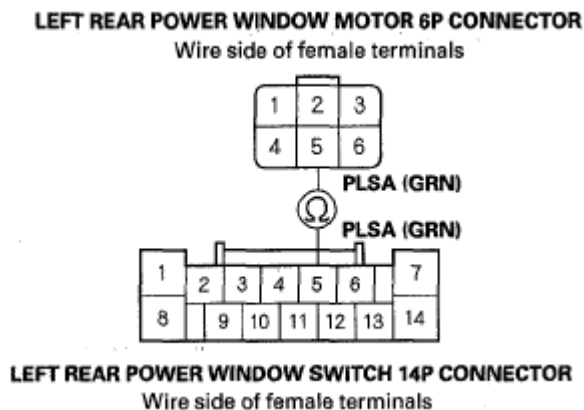 LEFT REAR POWER WINDOW MOTOR 6P CONNECTOR
Wire side of female terminals
1 2 3
4 5 6
PLSA (GRN)
Ω
PLSA (GRN)
1 2 3 4 5 6 7
8 9 10 11 12 13 14
LEFT REAR POWER WINDOW SWITCH 14P CONNECTOR
Wire side of female terminals